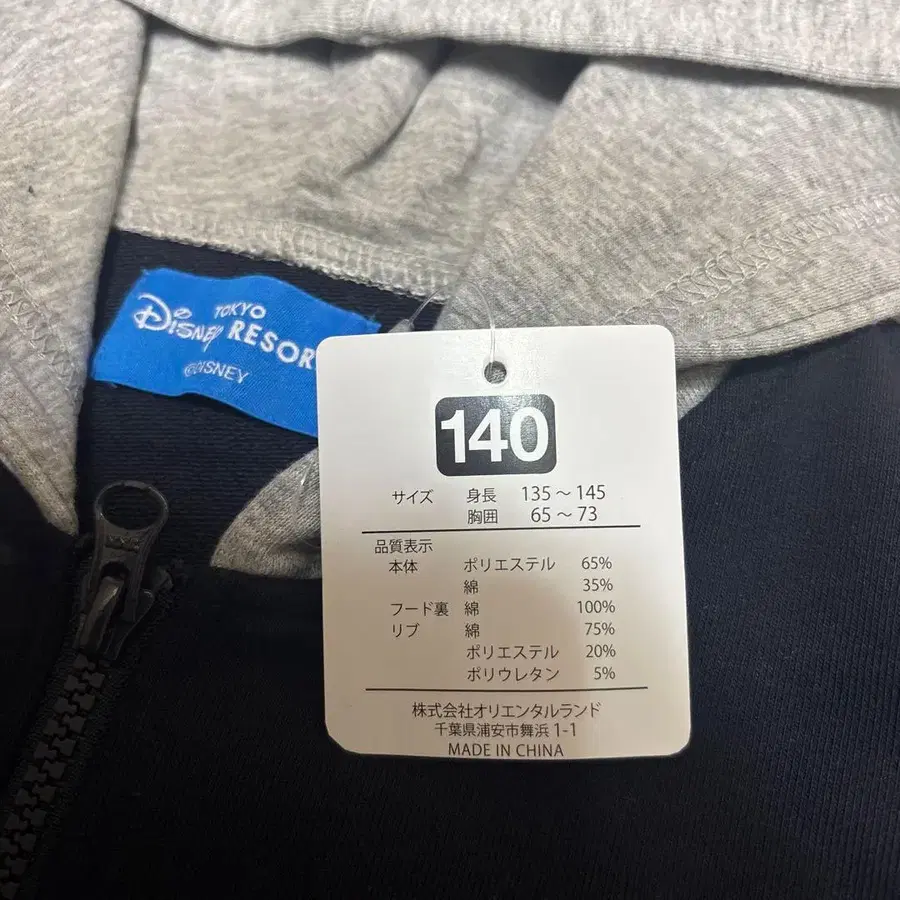 TOKYO
DISNEY RESOR
©DISNEY
140
サイズ 身長 135～145
胸囲 65～73
品質表示
本体 ポリエステル 65%
綿 35%
フード裏 綿 100%
リブ 綿 75%
ポリエステル 20%
ポリウレタン 5%
株式会社オリエンタルランド
千葉県浦安市舞浜1-1
MADE IN CHINA